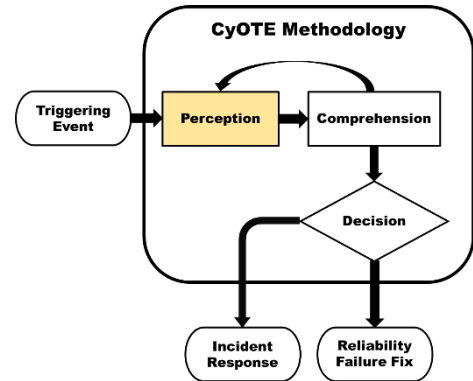 CyOTE Methodology
Triggering
Event
Perception
Comprehension
Decision
Incident
Response
Reliability
Failure Fix